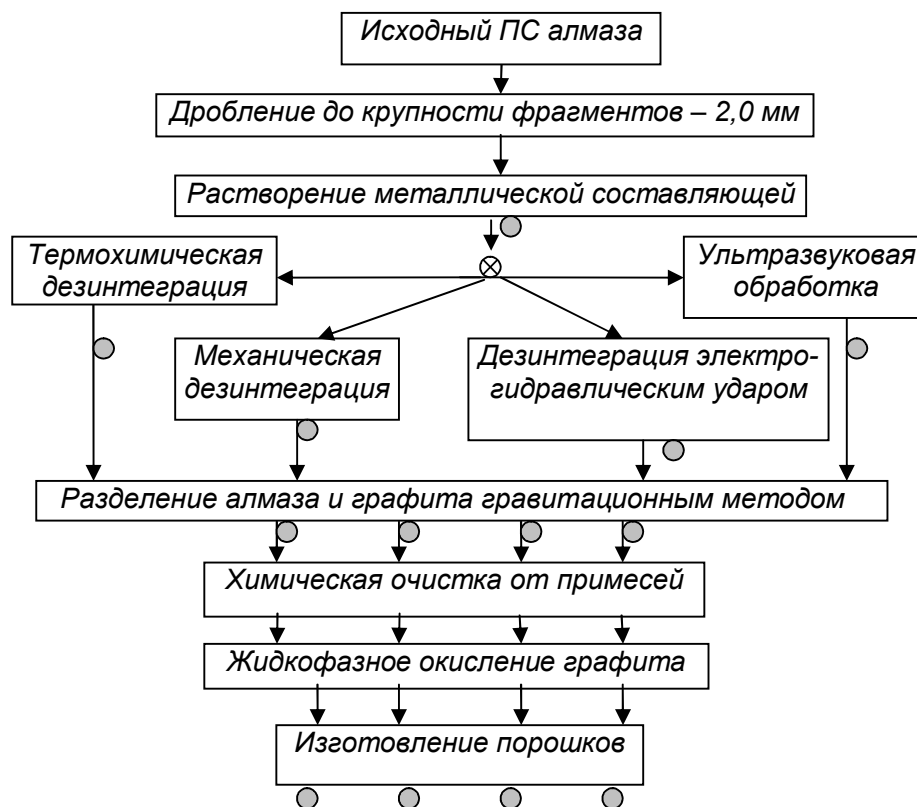 Исходный ПС алмаза
Дробление до крупности фрагментов – 2,0 мм
Растворение металлической составляющей
Термохимическая
дезинтеграция
Ультразвуковая
обработка
Механическая
дезинтеграция
Дезинтеграция электро-
гидравлическим ударом
Разделение алмаза и графита гравитационным методом
Химическая очистка от примесей
Жидкофазное окисление графита
Изготовление порошков